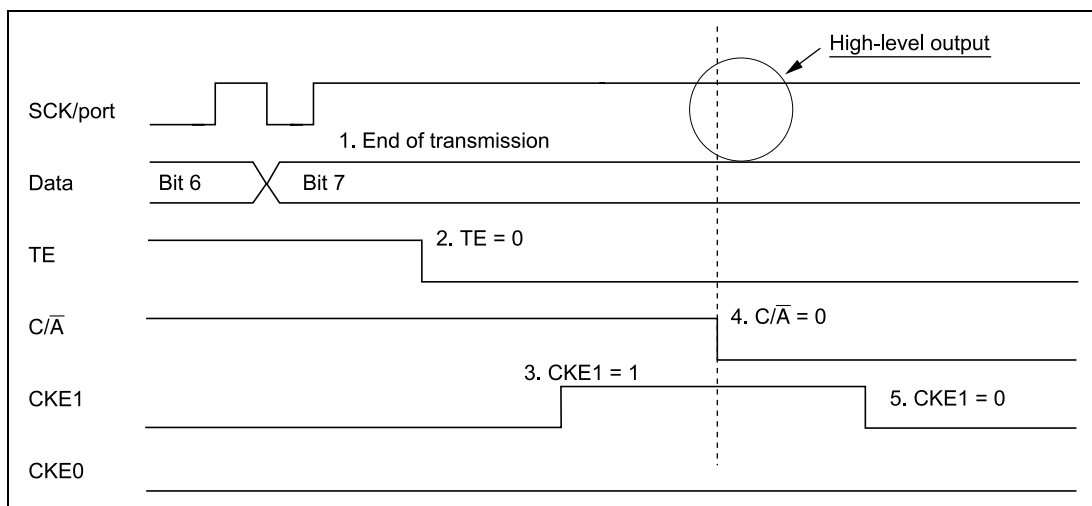 High-level output
SCK/port
1. End of transmission
Data
Bit 6
Bit 7
TE
2. TE = 0
C/A̅
4. C/A̅ = 0
3. CKE1 = 1
CKE1
5. CKE1 = 0
CKE0